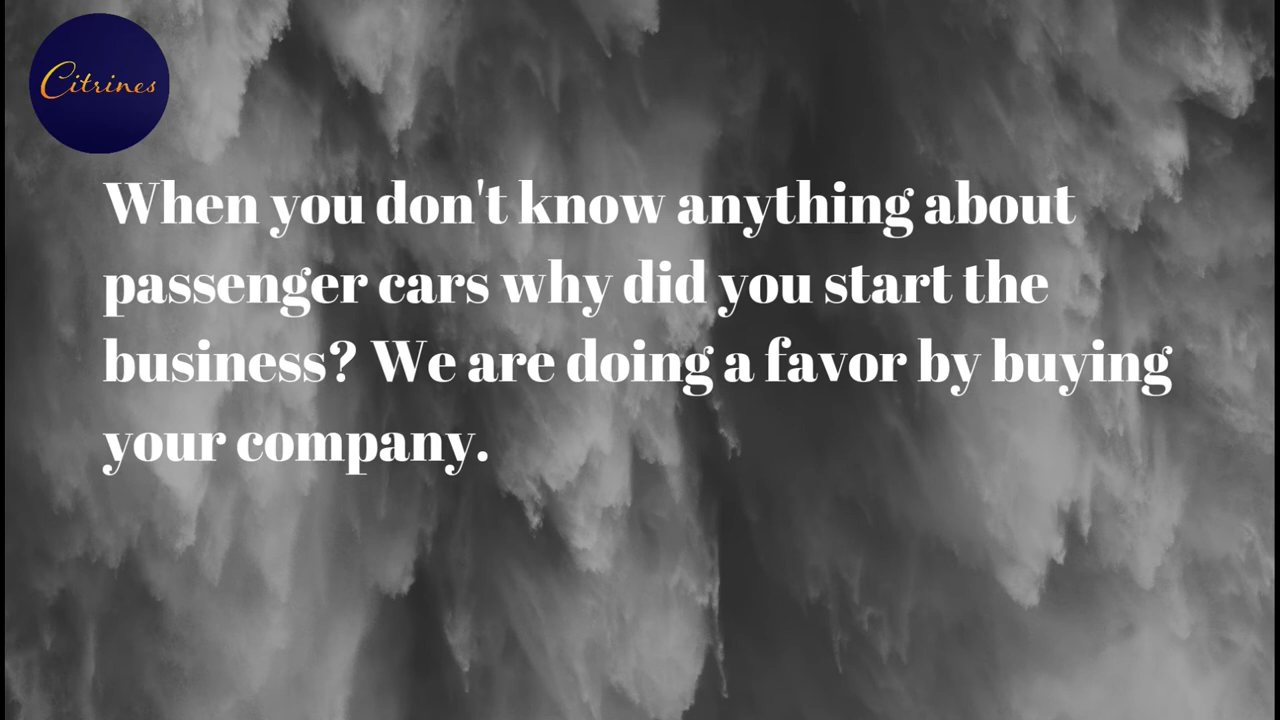 Citrines
When you don't know anything about
passenger cars why did you start the
business? We are doing a favor by buying
your company.